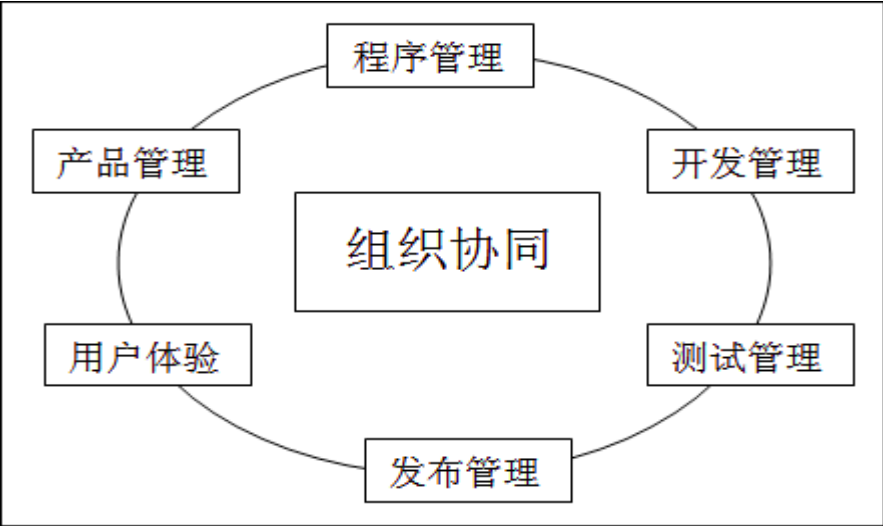 程序管理
产品管理
开发管理
组织协同
用户体验
测试管理
发布管理